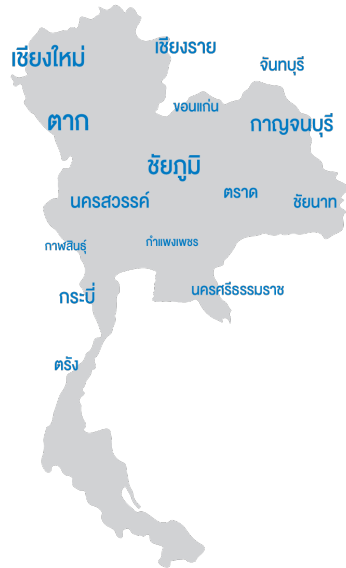 เชียงราย
เชียงใหม่
จันทบุรี
ขอนแก่น
ตาก
กาญจนบุรี
ชัยภูมิ
ตราด
นครสวรรค์
ชัยนาท
กาฬสินธุ์
กำแพงเพชร
กระบี่
นครศรีธรรมราช
ตรัง